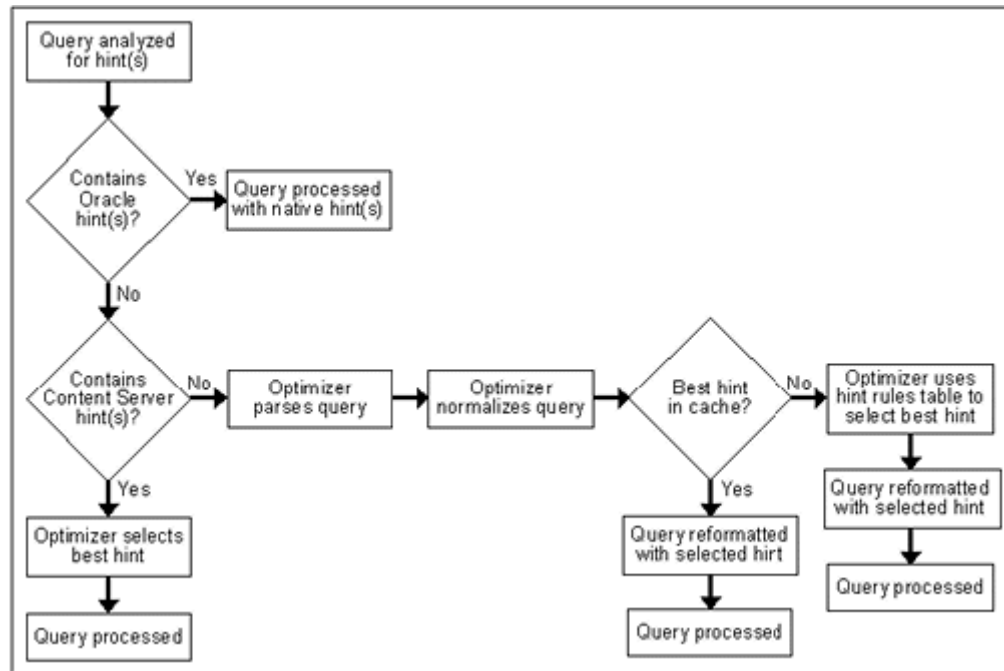 Query analyzed
for hint(s)
Contains
Oracle
hint(s)?
Yes
Query processed
with native hint(s)
No
Contains
Content Server
hint(s)?
No
Optimizer
parses query
Optimizer
normalizes query
Best hint
in cache?
No
Optimizer uses
hint rules table to
select best hint
Yes
Optimizer selects
best hint
Query processed
Yes
Query reformatted
with selected hirt
Query processed
Query reformatted
with selected hint
Query processed